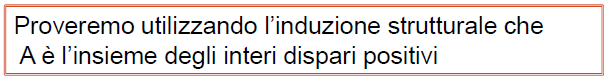 Proveremo utilizzando l'induzione strutturale che
A è l'insieme degli interi dispari positivi